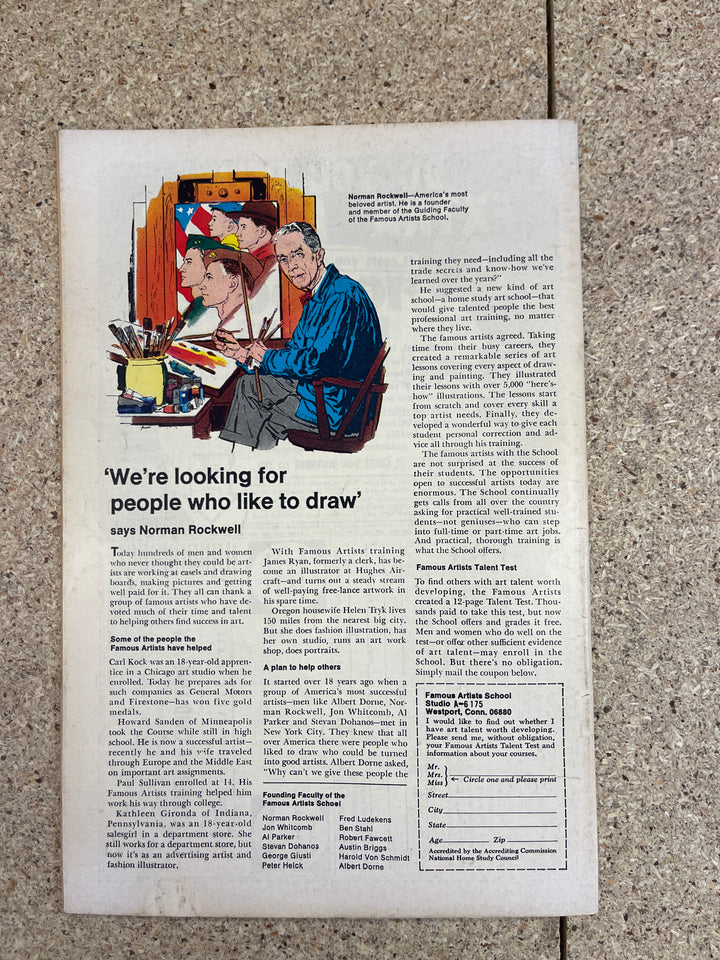 Norman Rockwell—America's most
beloved artist. He is a founder
and member of the Guiding Faculty
of the Famous Artists School.
'We're looking for
people who like to draw'
says Norman Rockwell
Today hundreds of men and women
who never thought they could be art-
ists are working at easels and drawing
boards, making pictures and getting
well paid for it. They all can thank a
group of famous artists who have de-
voted much of their time and talent
to helping others find success in art.
Some of the people the
Famous Artists have helped
Carl Kock was an 18-year-old appren-
tice in a Chicago art studio when he
enrolled. Today he prepares ads for
such companies as General Motors
and Firestone—has won five gold
medals.
Howard Sanden of Minneapolis
took the Course while still in high
school. He is now a successful artist—
recently he and his wife traveled
through Europe and the Middle East
on important art assignments.
Paul Sullivan enrolled at 14. His
Famous Artists training helped him
work his way through college.
Kathleen Gironda of Indiana,
Pennsylvania, was an 18-year-old
salesgirl in a department store. She
still works for a department store, but
now it's as an advertising artist and
fashion illustrator.
With Famous Artists training
James Ryan, formerly a clerk, has be-
come an illustrator at Hughes Air-
craft—and turns out a steady stream
of well-paying free-lance artwork in
his spare time.
Oregon housewife Helen Tryk lives
150 miles from the nearest big city.
But she does fashion illustration, has
her own studio, runs an art work
shop, does portraits.
A plan to help others
It started over 18 years ago when a
group of America's most successful
artists—men like Albert Dorne, Nor-
man Rockwell, Jon Whitcomb, Al
Parker and Stevan Dohanos—met in
New York City. They knew that all
over America there were people who
liked to draw who could be turned
into good artists. Albert Dorne asked,
"Why can't we give these people the
Founding Faculty of the
Famous Artists School
Norman Rockwell
Jon Whitcomb
Al Parker
Stevan Dohanos
George Giusti
Peter Helck
Fred Ludekens
Ben Stahl
Robert Fawcett
Austin Briggs
Harold Von Schmidt
Albert Dorne
training they need—including all the
trade secrets and know-how we've
learned over the years?"
He suggested a new kind of art
school—a home study art school—that
would give talented people the best
professional art training, no matter
where they live.
The famous artists agreed. Taking
time from their busy careers, they
created a remarkable series of art
lessons covering every aspect of draw-
ing and painting. They illustrated
their lessons with over 5,000 "here's-
how" illustrations. The lessons start
from scratch and cover every skill a
top artist needs. Finally, they de-
veloped a wonderful way to give each
student personal correction and ad-
vice all through his training.
The famous artists with the School
are not surprised at the success of
their students. The opportunities
open to successful artists today are
enormous. The School continually
gets calls from all over the country
asking for practical well-trained stu-
dents—not geniuses—who can step
into full-time or part-time art jobs.
And practical, thorough training is
what the School offers.
Famous Artists Talent Test
To find others with art talent worth
developing, the Famous Artists
created a 12-page Talent Test. Thou-
sands paid to take this test, but now
the School offers and grades it free.
Men and women who do well on the
test—or offer other sufficient evidence
of art talent—may enroll in the
School. But there's no obligation.
Simply mail the coupon below.
Famous Artists School
Studio A-6175
Westport, Conn. 06880
I would like to find out whether I
have art talent worth developing.
Please send me, without obligation,
your Famous Artists Talent Test and
information about your courses.
Mr.
Mrs.
Miss
← Circle one and please print
Street
City
State
Age Zip
Accredited by the Accrediting Commission
National Home Study Council